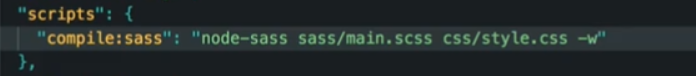 "scripts": {
"compile:sass": "node-sass sass/main.scss css/style.css -w"
},